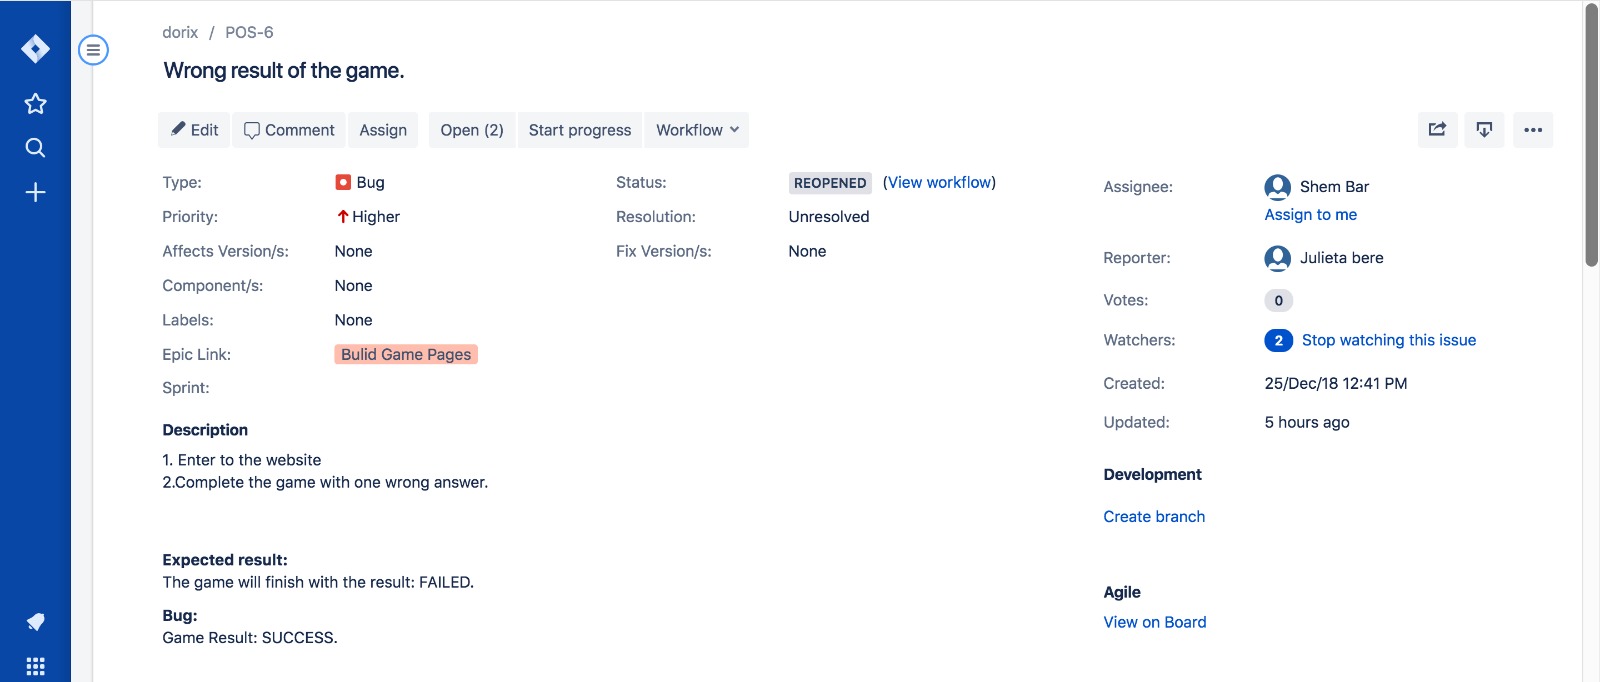 dorix / POS-6
Wrong result of the game.
Edit Comment Assign Open (2) Start progress Workflow
Type: Bug
Priority: Higher
Affects Version/s: None
Component/s: None
Labels: None
Epic Link: Bulid Game Pages
Sprint:
Status: REOPENED (View workflow)
Resolution: Unresolved
Fix Version/s: None
Description
1. Enter to the website
2.Complete the game with one wrong answer.
Expected result:
The game will finish with the result: FAILED.
Bug:
Game Result: SUCCESS.
Assignee: Shem Bar
Assign to me
Reporter: Julieta bere
Votes: 0
Watchers: 2 Stop watching this issue
Created: 25/Dec/18 12:41 PM
Updated: 5 hours ago
Development
Create branch
Agile
View on Board